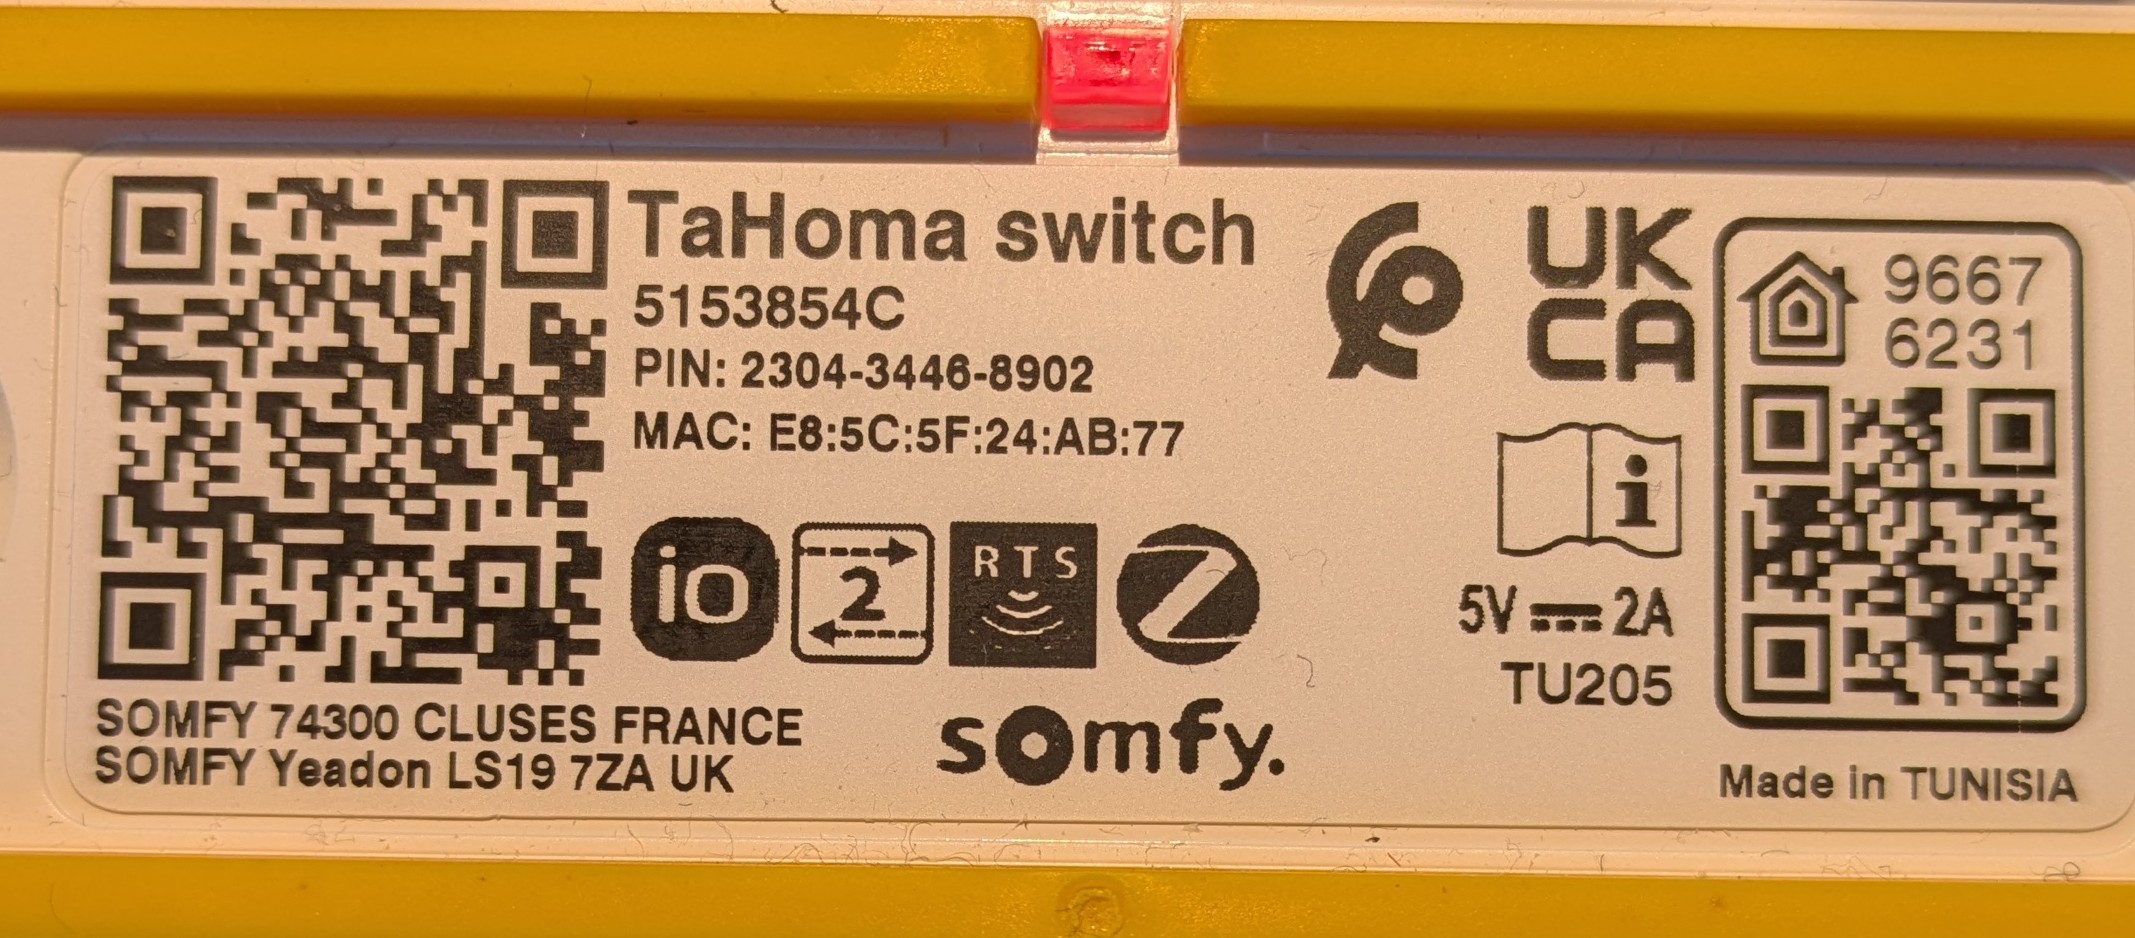 TaHoma switch
5153854C
PIN: 2304-3446-8902
MAC: E8:5C:5F:24:AB:77
io
2
RTS
Z
SOMFY 74300 CLUSES FRANCE
SOMFY Yeadon LS19 7ZA UK
somfy.
UK
CA
i
5V ⎓ 2A
TU205
9667
6231
Made in TUNISIA